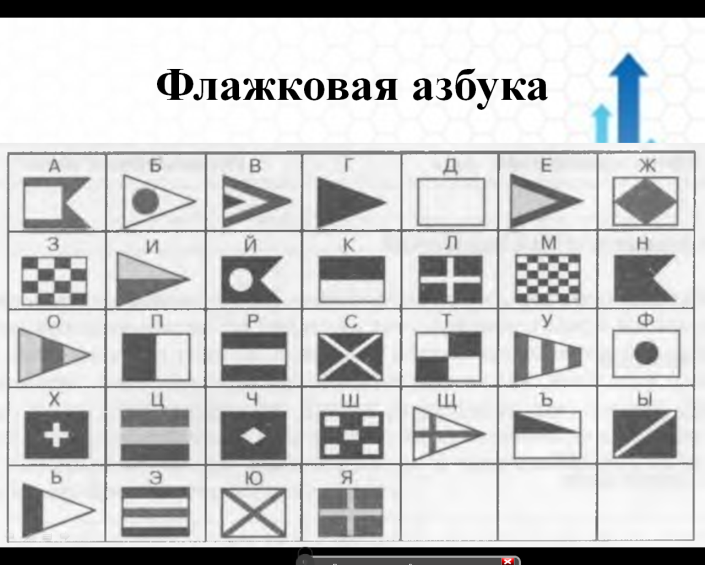 Флажковая азбука
А Б В Г Д Е Ж
З И Й К Л М Н
О П Р С Т У Ф
Х Ц Ч Ш Щ Ъ Ы
Ь Э Ю Я